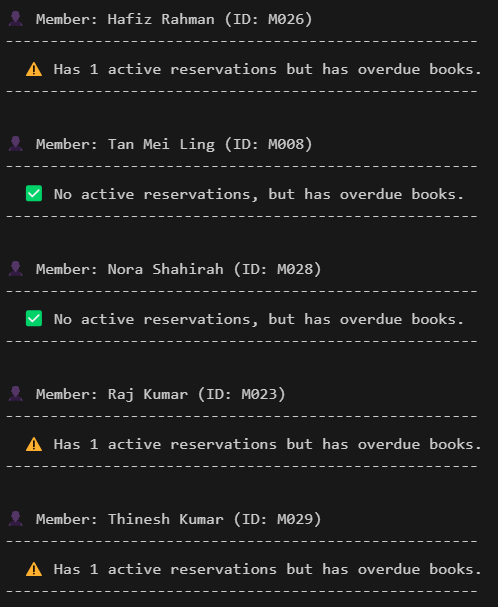 👤 Member: Hafiz Rahman (ID: M026)
-----------------------------------------------------
⚠️ Has 1 active reservations but has overdue books.
-----------------------------------------------------
👤 Member: Tan Mei Ling (ID: M008)
-----------------------------------------------------
✅ No active reservations, but has overdue books.
-----------------------------------------------------
👤 Member: Nora Shahirah (ID: M028)
-----------------------------------------------------
✅ No active reservations, but has overdue books.
-----------------------------------------------------
👤 Member: Raj Kumar (ID: M023)
-----------------------------------------------------
⚠️ Has 1 active reservations but has overdue books.
-----------------------------------------------------
👤 Member: Thinesh Kumar (ID: M029)
-----------------------------------------------------
⚠️ Has 1 active reservations but has overdue books.
-----------------------------------------------------